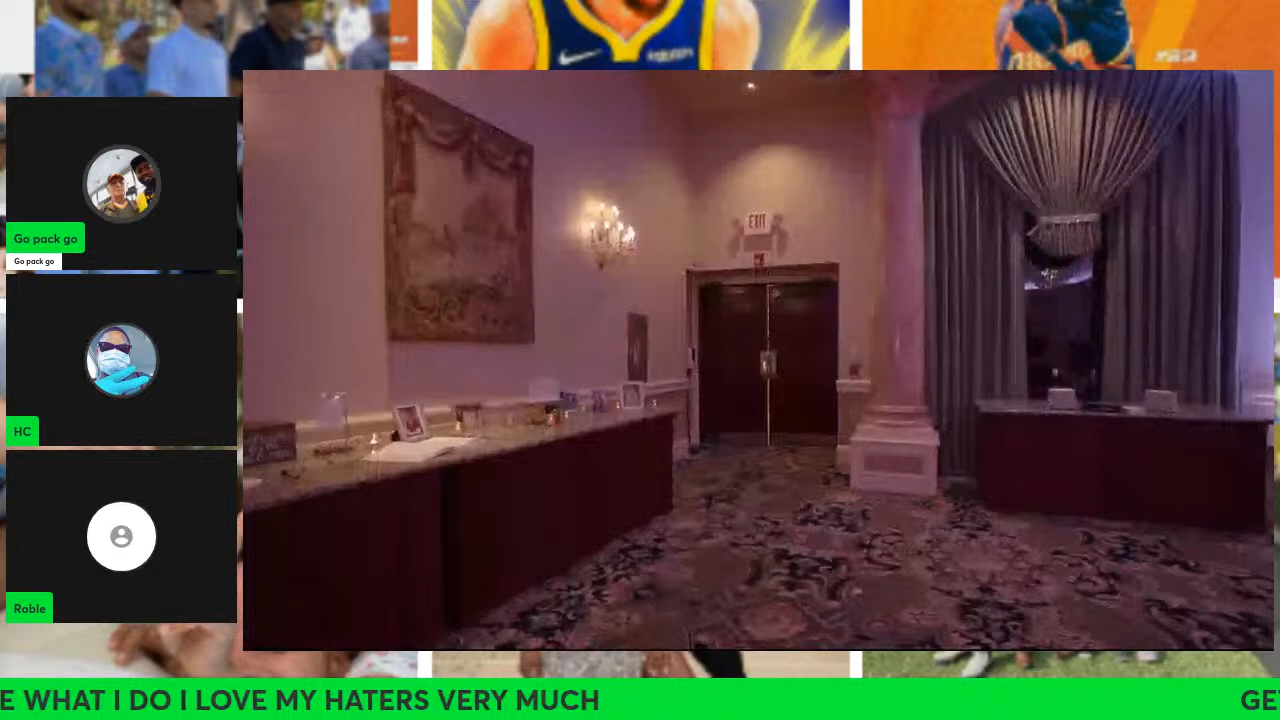 EXIT
Go pack go
Go pack go
HC
Roble
E WHAT I DO I LOVE MY HATERS VERY MUCH
GE